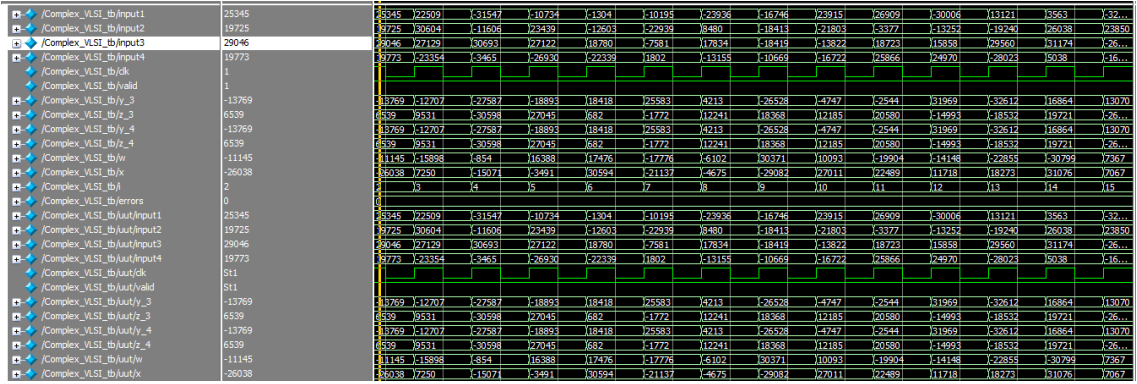 /Complex_VLSI_tb/input1 25345 25345 22509 -31547 -10734 -1304 -10195 -23936 -16746 23915 26909 -30006 13121 3563 -32...
/Complex_VLSI_tb/input2 19725 9725 30604 -11606 23439 -12603 -22939 8480 -18413 -21803 -3377 -13252 -19240 26038 23850
/Complex_VLSI_tb/input3 29046 9046 27129 30693 27122 18780 -7581 17834 -18419 -13822 18723 15858 29560 31174 -26...
/Complex_VLSI_tb/input4 19773 9773 -23354 -3465 -26930 -22339 1802 -13155 -10669 -16722 25866 24970 -28023 5038 -16...
/Complex_VLSI_tb/clk 1
/Complex_VLSI_tb/valid 1
/Complex_VLSI_tb/y_3 -13769 13769 -12707 -27587 -18893 18418 25583 4213 -26528 -4747 -2544 31969 -32612 16864 13070
/Complex_VLSI_tb/z_3 6539 6539 9531 -30598 27045 682 -1772 12241 18368 12185 20580 -14993 -18532 19721 -26...
/Complex_VLSI_tb/y_4 -13769 13769 -12707 -27587 -18893 18418 25583 4213 -26528 -4747 -2544 31969 -32612 16864 13070
/Complex_VLSI_tb/z_4 6539 6539 9531 -30598 27045 682 -1772 12241 18368 12185 20580 -14993 -18532 19721 -26...
/Complex_VLSI_tb/w -11145 11145 -15898 -854 16388 17476 -17776 -6102 30371 10093 -19904 -14148 -22855 -30799 7367
/Complex_VLSI_tb/x -26038 26038 7250 -15071 -3491 30594 -21137 -4675 -29082 27011 22489 11718 18273 31076 7067
/Complex_VLSI_tb/i 2 2 3 4 5 6 7 8 9 10 11 12 13 14 15
/Complex_VLSI_tb/errors 0 0
/Complex_VLSI_tb/uut/input1 25345 25345 22509 -31547 -10734 -1304 -10195 -23936 -16746 23915 26909 -30006 13121 3563 -32...
/Complex_VLSI_tb/uut/input2 19725 9725 30604 -11606 23439 -12603 -22939 8480 -18413 -21803 -3377 -13252 -19240 26038 23850
/Complex_VLSI_tb/uut/input3 29046 9046 27129 30693 27122 18780 -7581 17834 -18419 -13822 18723 15858 29560 31174 -26...
/Complex_VLSI_tb/uut/input4 19773 9773 -23354 -3465 -26930 -22339 1802 -13155 -10669 -16722 25866 24970 -28023 5038 -16...
/Complex_VLSI_tb/uut/clk St1
/Complex_VLSI_tb/uut/valid St1
/Complex_VLSI_tb/uut/y_3 -13769 13769 -12707 -27587 -18893 18418 25583 4213 -26528 -4747 -2544 31969 -32612 16864 13070
/Complex_VLSI_tb/uut/z_3 6539 6539 9531 -30598 27045 682 -1772 12241 18368 12185 20580 -14993 -18532 19721 -26...
/Complex_VLSI_tb/uut/y_4 -13769 13769 -12707 -27587 -18893 18418 25583 4213 -26528 -4747 -2544 31969 -32612 16864 13070
/Complex_VLSI_tb/uut/z_4 6539 6539 9531 -30598 27045 682 -1772 12241 18368 12185 20580 -14993 -18532 19721 -26...
/Complex_VLSI_tb/uut/w -11145 11145 -15898 -854 16388 17476 -17776 -6102 30371 10093 -19904 -14148 -22855 -30799 7367
/Complex_VLSI_tb/uut/x -26038 26038 7250 -15071 -3491 30594 -21137 -4675 -29082 27011 22489 11718 18273 31076 7067